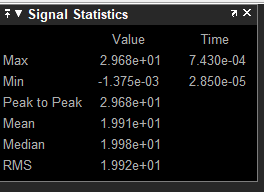 Signal Statistics
Value Time
Max 2.968e+01 7.430e-04
Min -1.375e-03 2.850e-05
Peak to Peak 2.968e+01
Mean 1.991e+01
Median 1.998e+01
RMS 1.992e+01